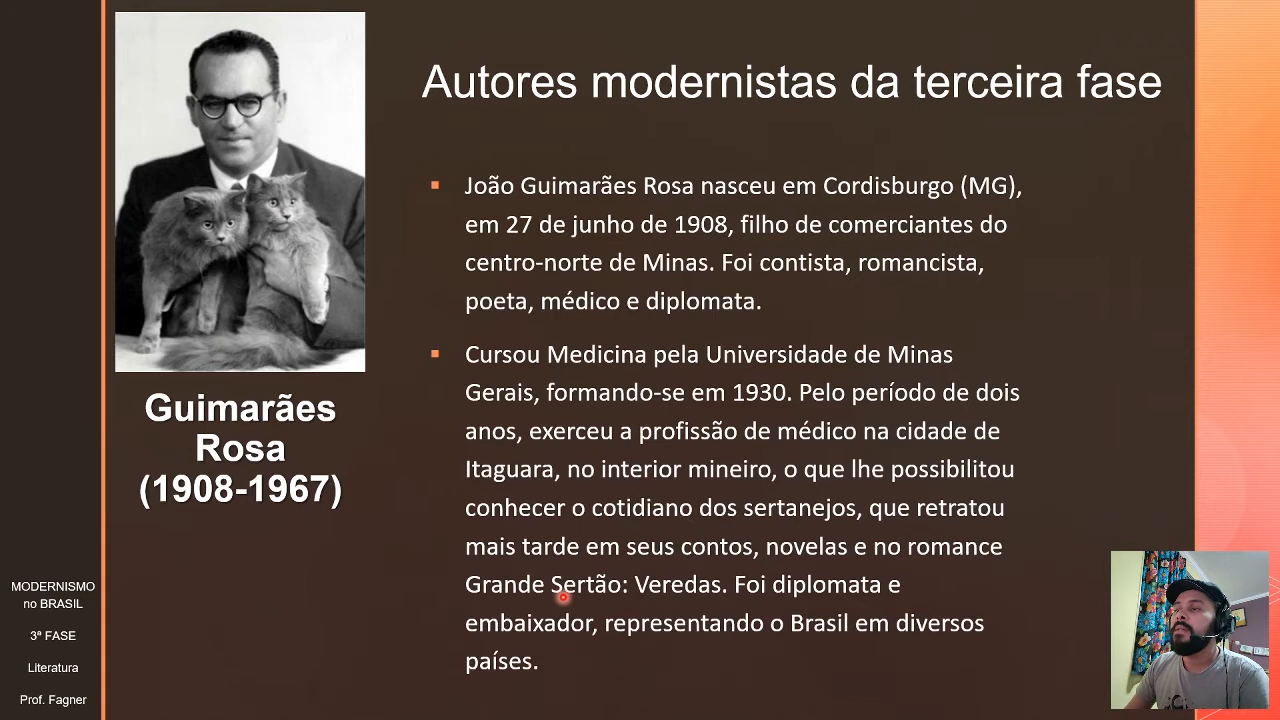 Autores modernistas da terceira fase
João Guimarães Rosa nasceu em Cordisburgo (MG),
em 27 de junho de 1908, filho de comerciantes do
centro-norte de Minas. Foi contista, romancista,
poeta, médico e diplomata.
Cursou Medicina pela Universidade de Minas
Gerais, formando-se em 1930. Pelo período de dois
anos, exerceu a profissão de médico na cidade de
Itaguara, no interior mineiro, o que lhe possibilitou
conhecer o cotidiano dos sertanejos, que retratou
mais tarde em seus contos, novelas e no romance
Grande Sertão: Veredas. Foi diplomata e
embaixador, representando o Brasil em diversos
países.
Guimarães
Rosa
(1908-1967)
MODERNISMO
no BRASIL
3ª FASE
Literatura
Prof. Fagner